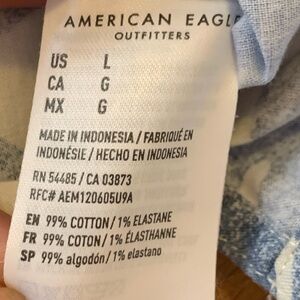 AMERICAN EAGLE
OUTFITTERS
US L
CA G
MX G
MADE IN INDONESIA / FABRIQUÉ EN
INDONÉSIE / HECHO EN INDONESIA
RN 54485 / CA 03873
RFC# AEM120605U9A
EN 99% COTTON / 1% ELASTANE
FR 99% COTON / 1% ÉLASTHANNE
SP 99% algodón / 1% elastano